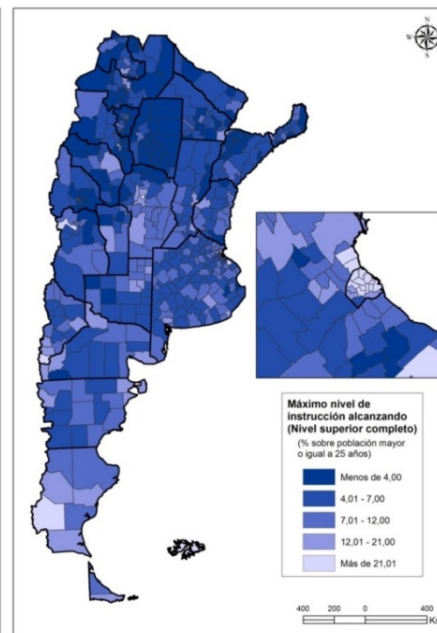 N
W
E
S
Máximo nivel de
instrucción alcanzando
(Nivel superior completo)
(% sobre población mayor
o igual a 25 años)
Menos de 4,00
4,01 - 7,00
7,01 - 12,00
12,01 - 21,00
Más de 21,01
400 200 0 400